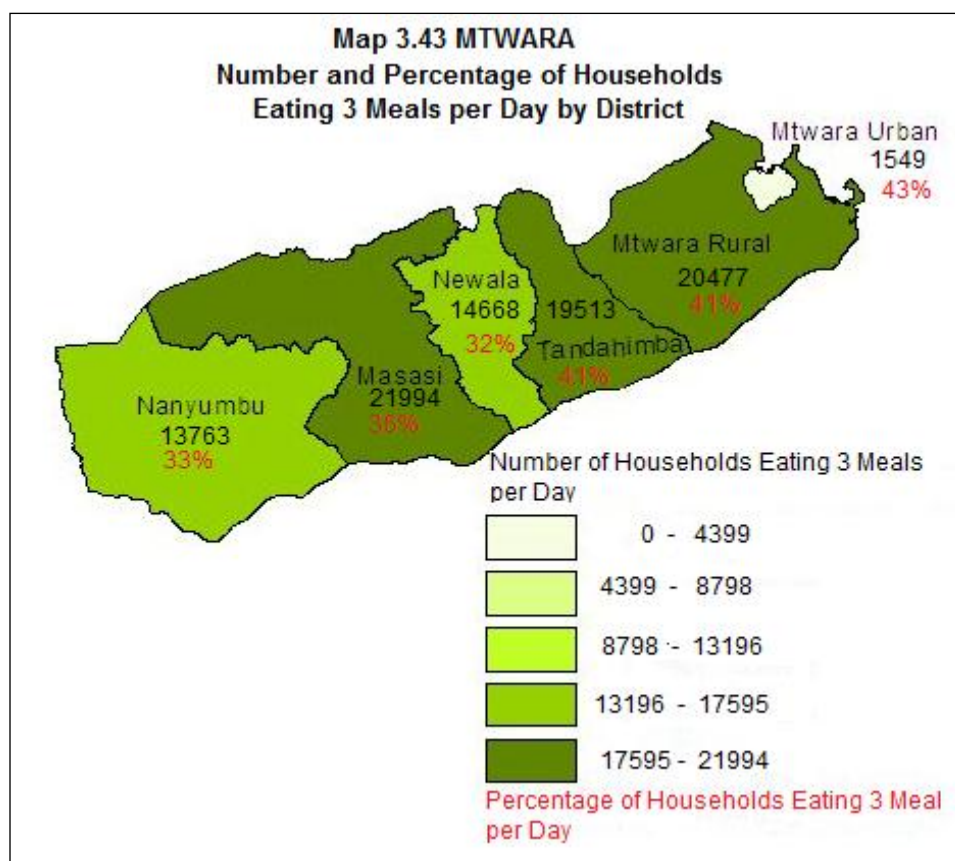 Map 3.43 MTWARA
Number and Percentage of Households
Eating 3 Meals per Day by District
Mtwara Urban
1549
43%
Mtwara Rural
20477
41%
Newala
14668
32%
19513
Tandahimba
41%
Masasi
21994
Nanyumbu
13763
33%
Number of Households Eating 3 Meals
per Day
0 - 4399
4399 - 8798
8798 - 13196
13196 - 17595
17595 - 21994
Percentage of Households Eating 3 Meal
per Day